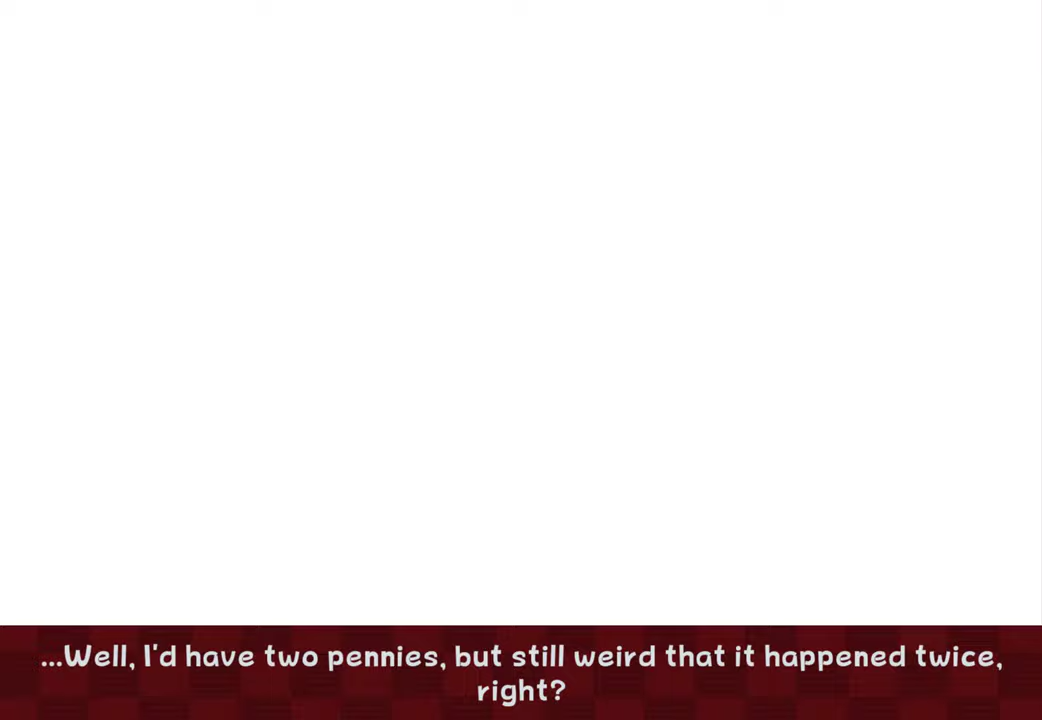 ...Well, I'd have two pennies, but still weird that it happened twice,
right?